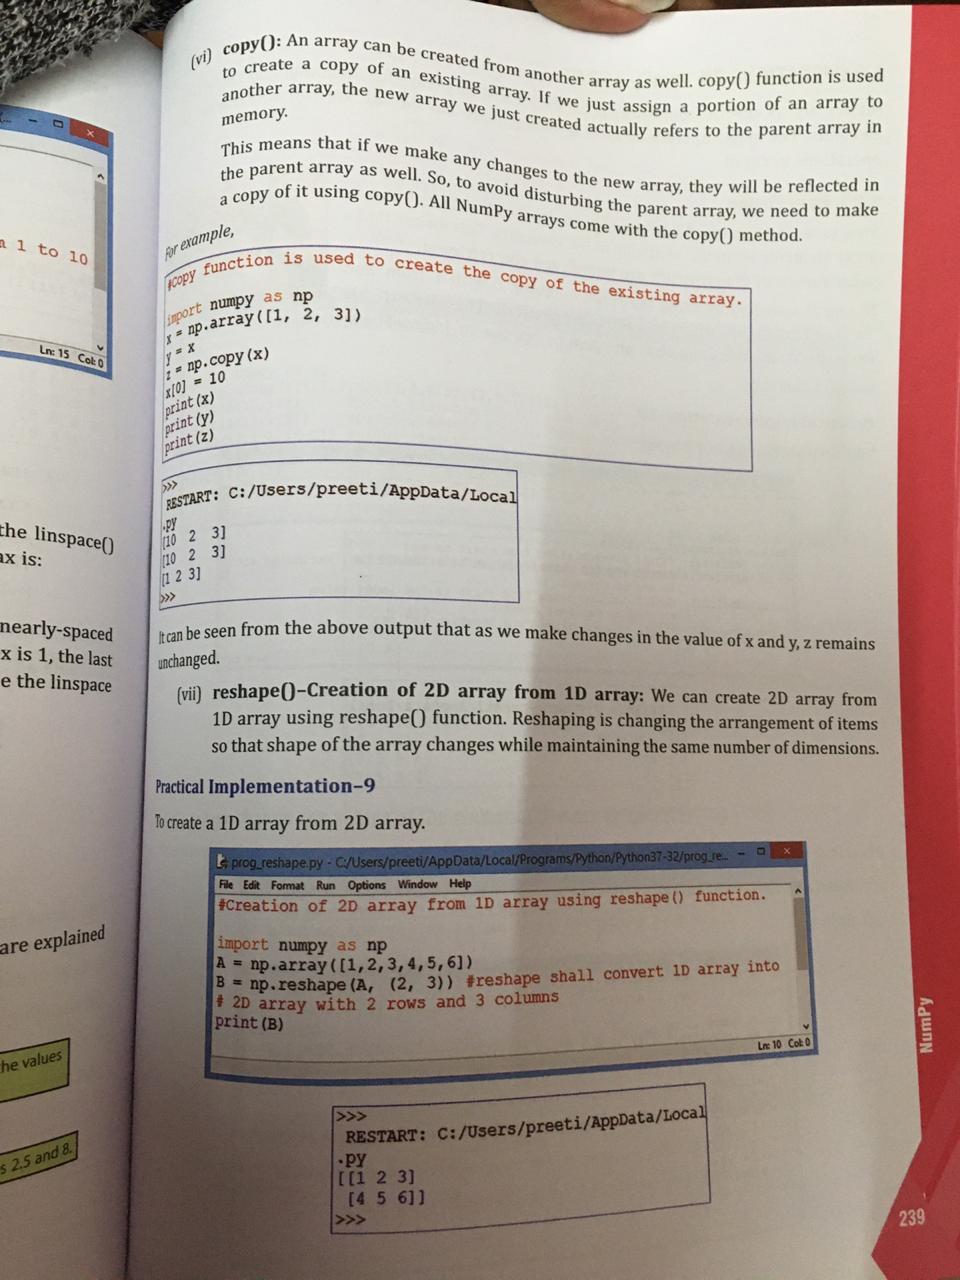 (vi) copy(): An array can be created from another array as well. copy() function is used
to create a copy of an existing array. If we just assign a portion of an array to
another array, the new array we just created actually refers to the parent array in
memory.
This means that if we make any changes to the new array, they will be reflected in
the parent array as well. So, to avoid disturbing the parent array, we need to make
a copy of it using copy(). All NumPy arrays come with the copy() method.
For example,
#copy function is used to create the copy of the existing array.
import numpy as np
x = np.array([1, 2, 3])
y = x
z = np.copy(x)
x[0] = 10
print(x)
print(y)
print(z)
>>>
RESTART: C:/Users/preeti/AppData/Local
.py
[10 2 3]
[10 2 3]
[1 2 3]
>>>
It can be seen from the above output that as we make changes in the value of x and y, z remains
unchanged.
(vii) reshape()–Creation of 2D array from 1D array: We can create 2D array from
1D array using reshape() function. Reshaping is changing the arrangement of items
so that shape of the array changes while maintaining the same number of dimensions.
Practical Implementation–9
To create a 1D array from 2D array.
prog_reshape.py - C:/Users/preeti/AppData/Local/Programs/Python/Python37-32/prog_re...
File Edit Format Run Options Window Help
#Creation of 2D array from 1D array using reshape() function.
import numpy as np
A = np.array([1,2,3,4,5,6])
B = np.reshape(A, (2, 3)) #reshape shall convert 1D array into
# 2D array with 2 rows and 3 columns
print(B)
Ln: 10 Col: 0
>>>
RESTART: C:/Users/preeti/AppData/Local
.py
[[1 2 3]
[4 5 6]]
>>>
NumPy
239
1 to 10
Ln: 15 Col: 0
the linspace()
ax is:
nearly-spaced
x is 1, the last
e the linspace
are explained
he values
s 2.5 and 8.